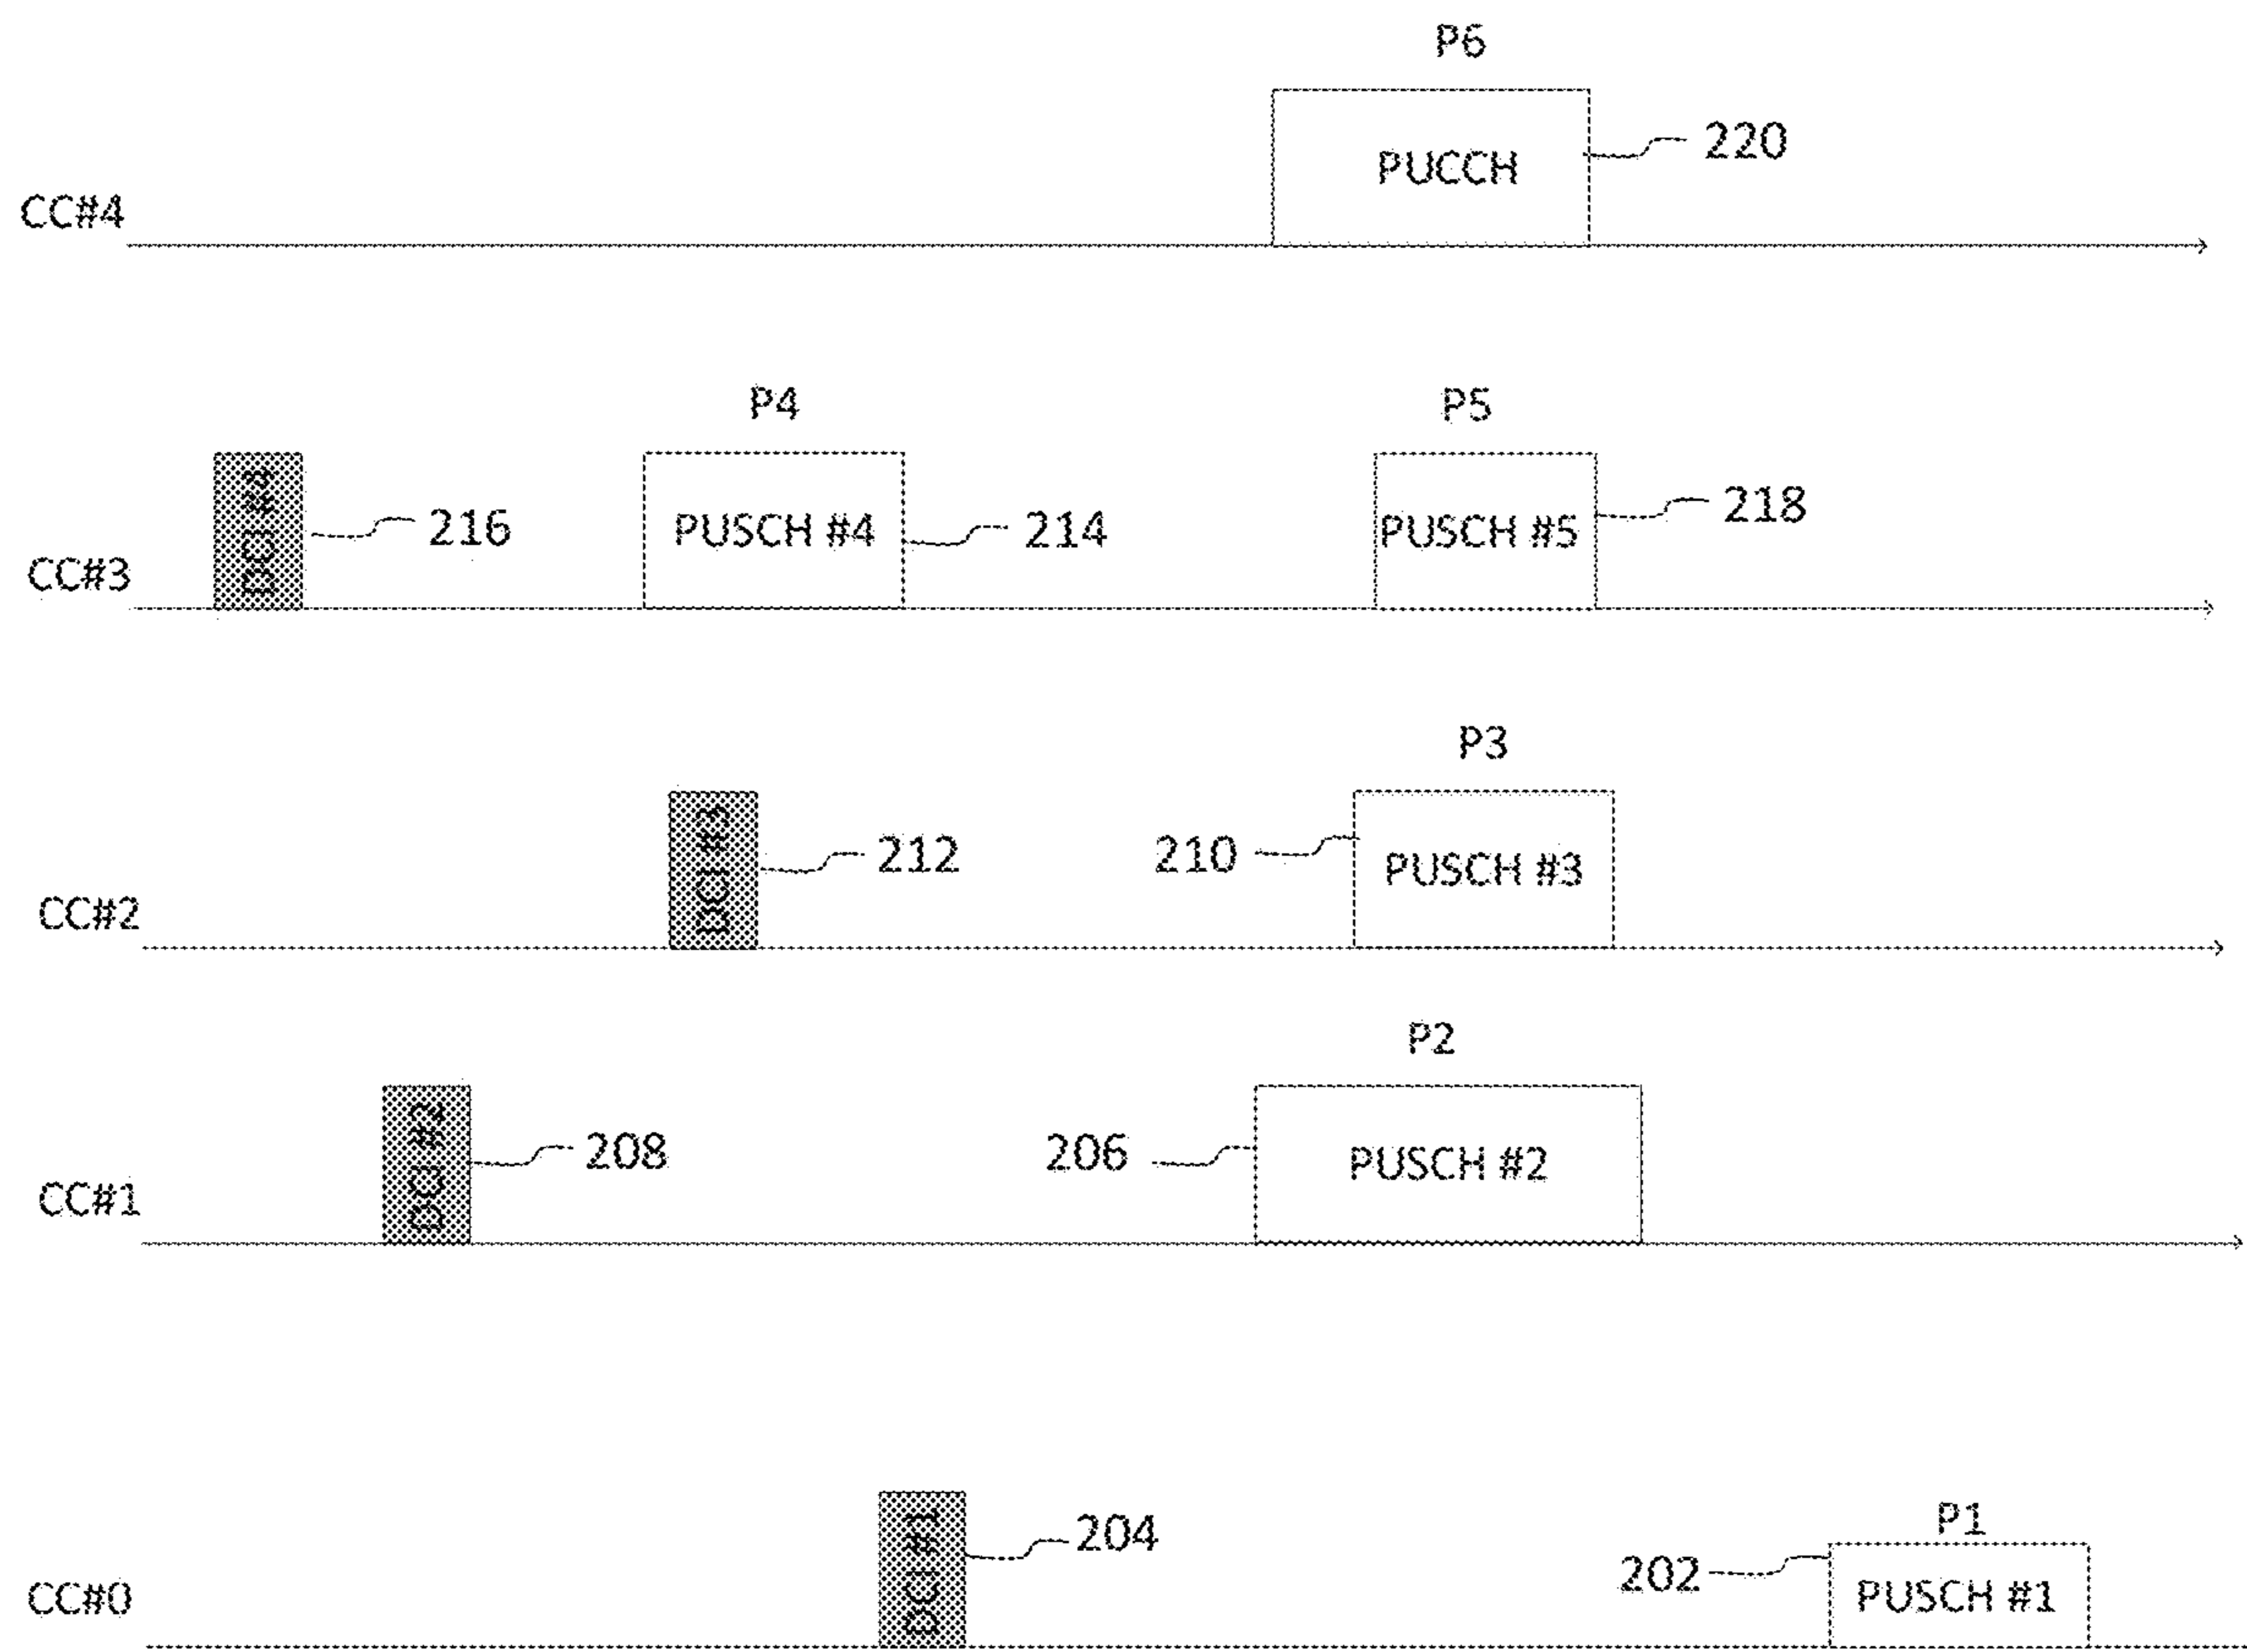 P6
PUCCH
220
CC#4
P4
P5
DCI #4
216
PUSCH #4
214
PUSCH #5
218
CC#3
P3
DCI #3
212
210
PUSCH #3
CC#2
P2
DCI #2
208
206
PUSCH #2
CC#1
P1
DCI #1
204
202
PUSCH #1
CC#0